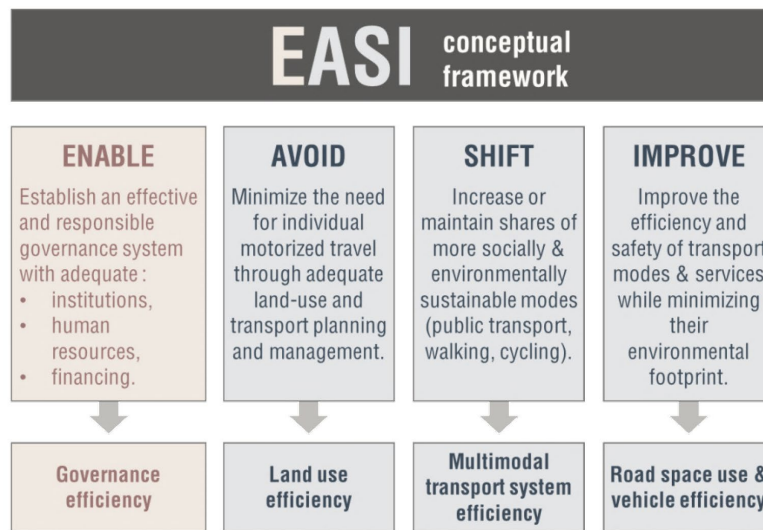 EASI conceptual
framework
ENABLE
Establish an effective
and responsible
governance system
with adequate :
• institutions,
• human
resources,
• financing.
Governance
efficiency
AVOID
Minimize the need
for individual
motorized travel
through adequate
land-use and
transport planning
and management.
Land use
efficiency
SHIFT
Increase or
maintain shares of
more socially &
environmentally
sustainable modes
(public transport,
walking, cycling).
Multimodal
transport system
efficiency
IMPROVE
Improve the
efficiency and
safety of transport
modes & services
while minimizing
their
environmental
footprint.
Road space use &
vehicle efficiency